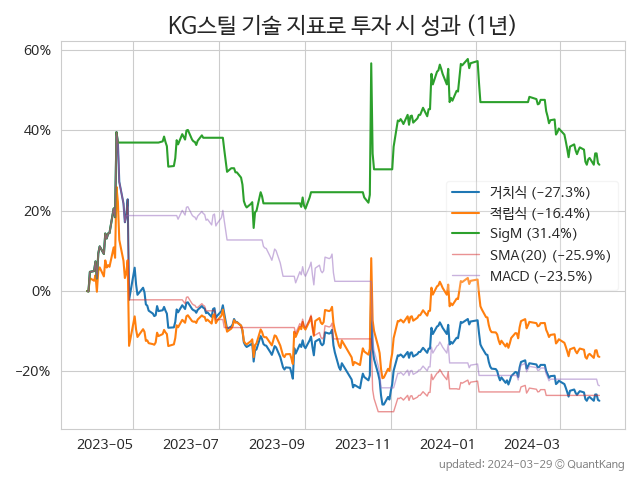 KG스틸 기술 지표로 투자 시 성과 (1년)
60%
40%
20%
0%
−20%
거치식 (−27.3%)
적립식 (−16.4%)
SigM (31.4%)
SMA(20) (−25.9%)
MACD (−23.5%)
2023−05
2023−07
2023−09
2023−11
2024−01
2024−03
updated: 2024−03−29 ⓒ QuantKang